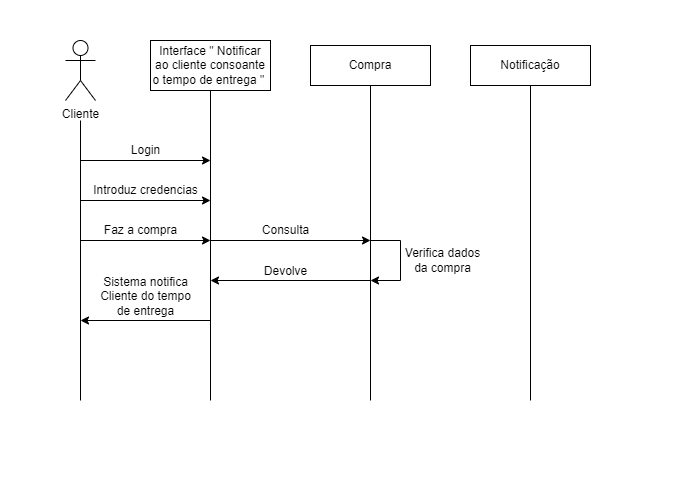 Interface " Notificar
ao cliente consoante
o tempo de entrega "
Compra
Notificação
Cliente
Login
Introduz credencias
Faz a compra
Consulta
Verifica dados
da compra
Devolve
Sistema notifica
Cliente do tempo
de entrega